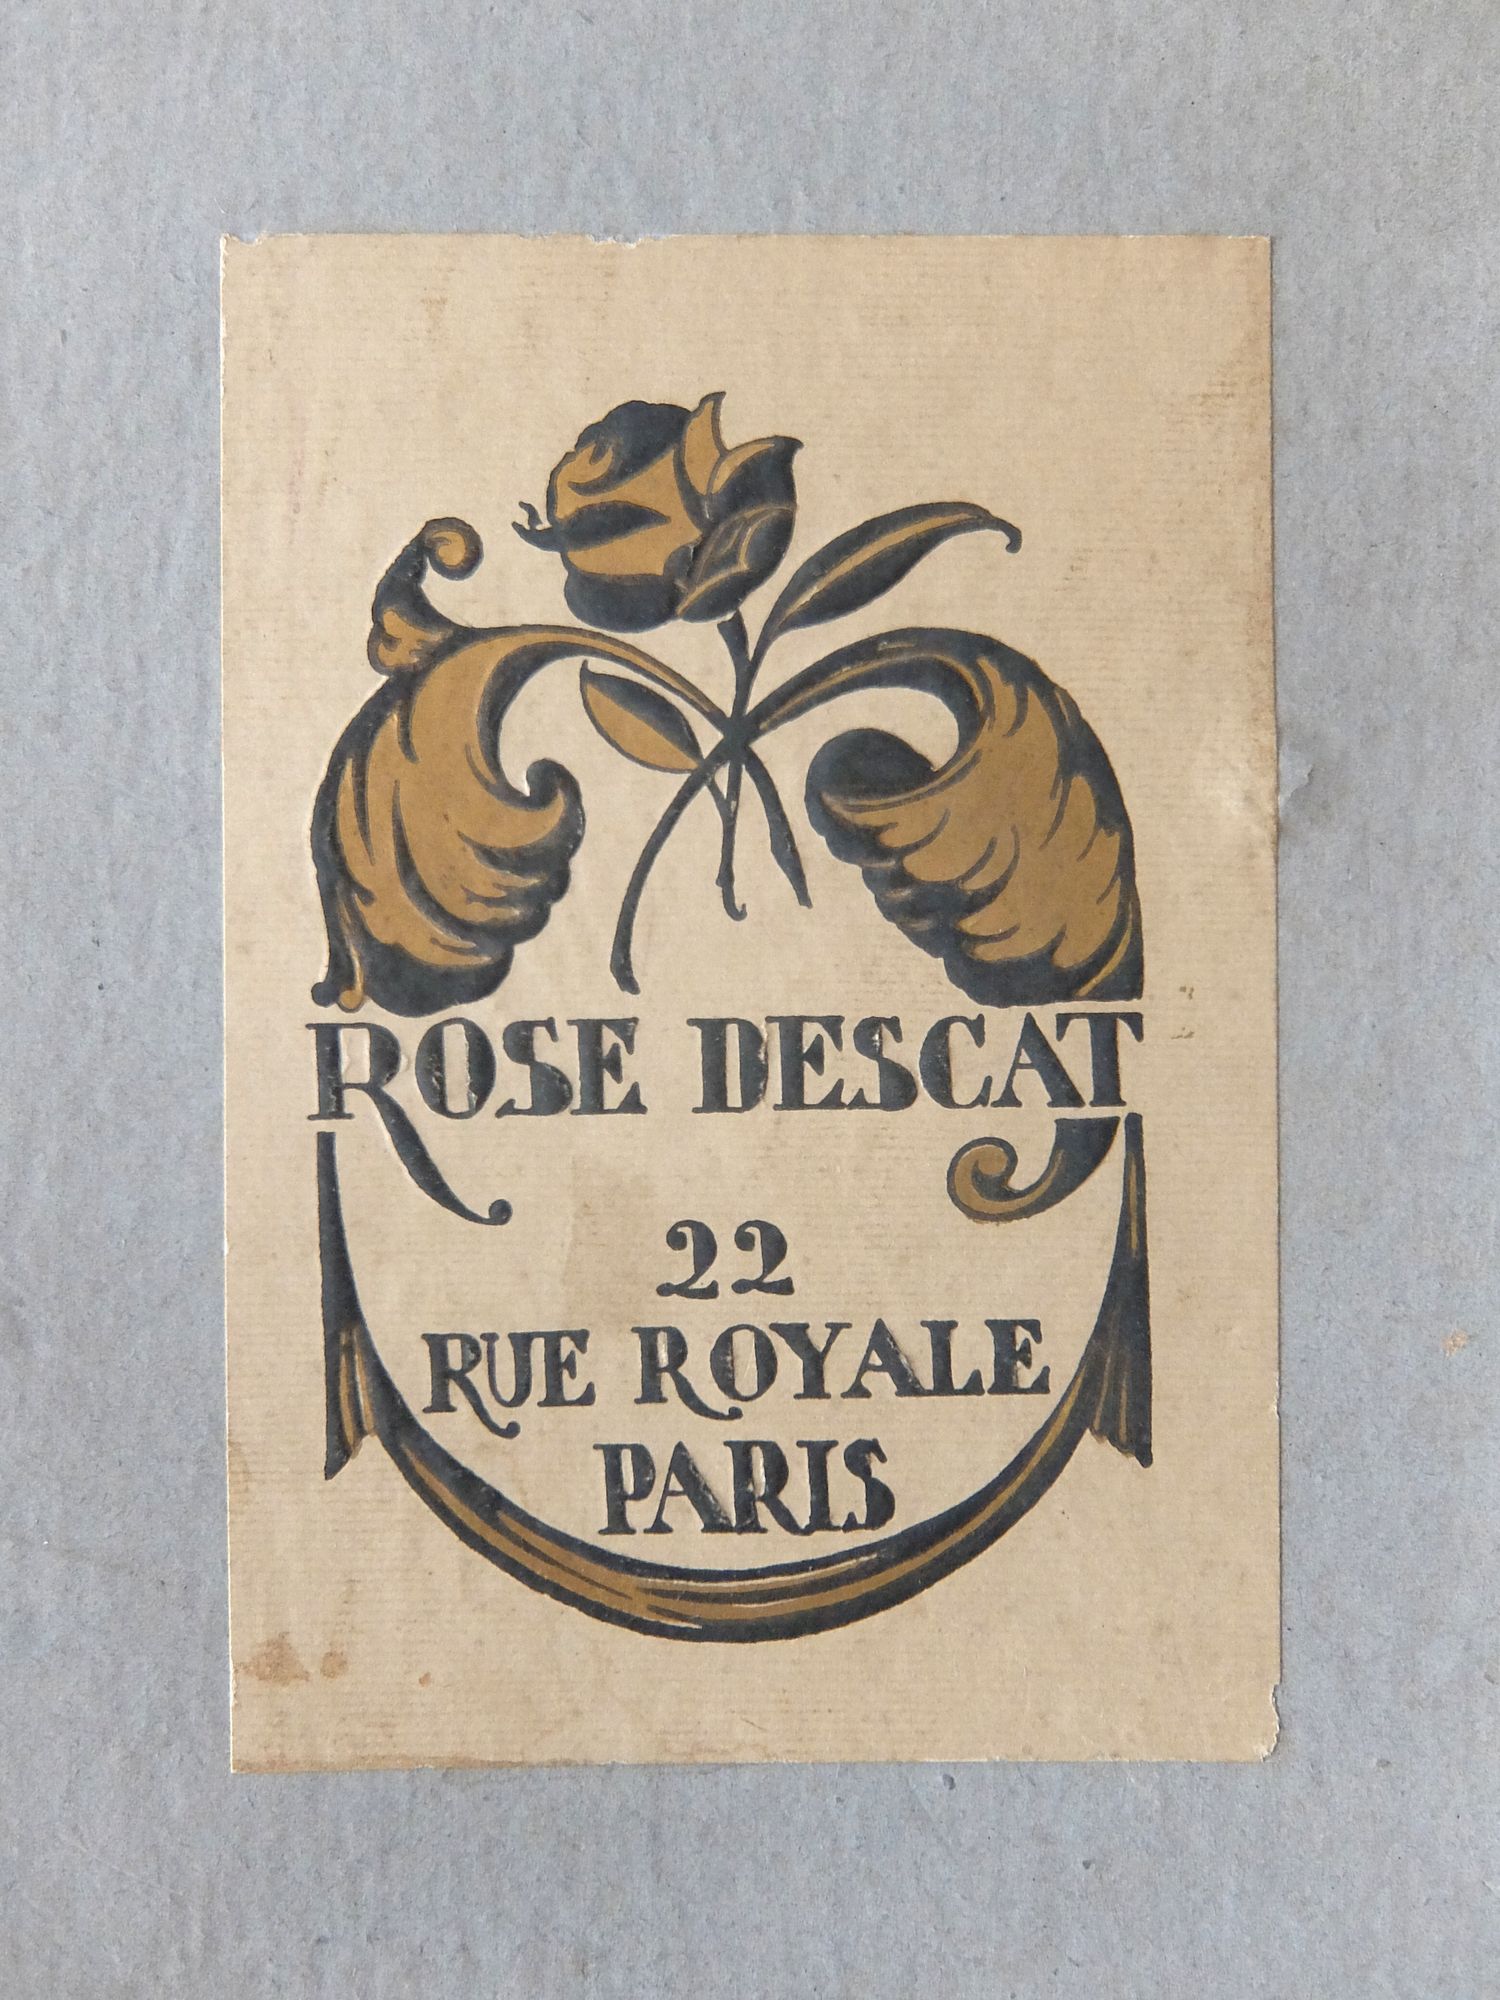 ROSE DESCAT
22
RUE ROYALE
PARIS